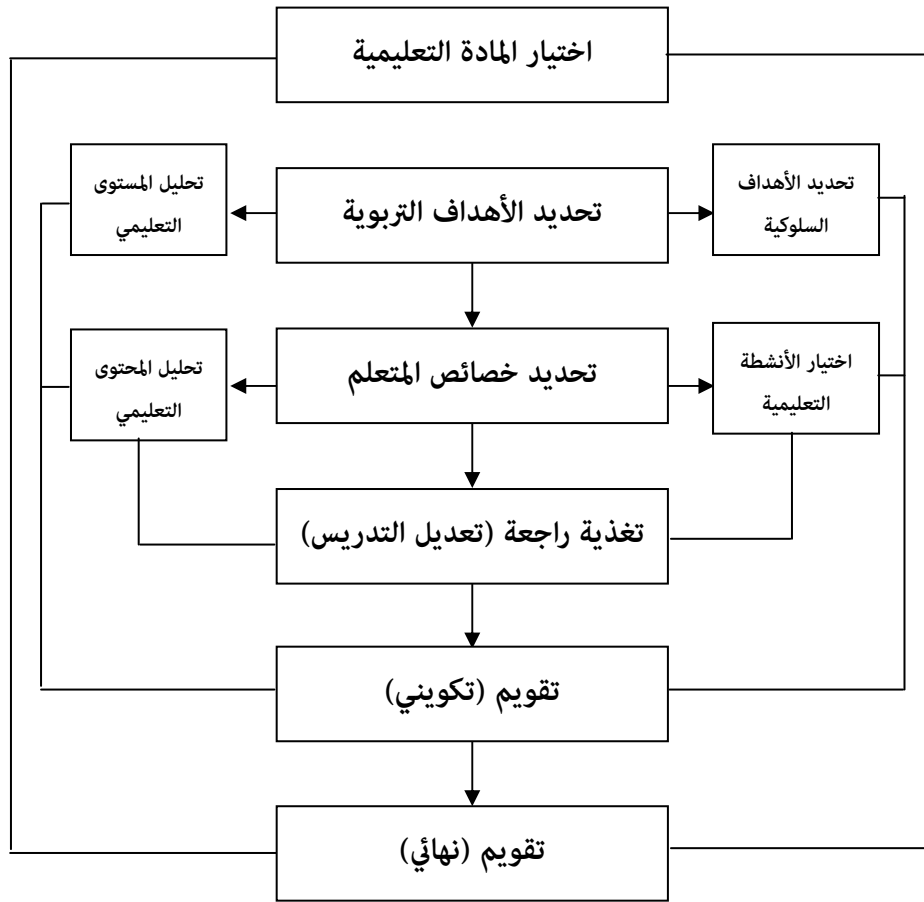 اختيار المادة التعليمية
تحديد الأهداف
السلوكية
تحديد الأهداف التربوية
تحليل المستوى
التعليمي
اختيار الأنشطة
التعليمية
تحديد خصائص المتعلم
تحليل المحتوى
التعليمي
تغذية راجعة (تعديل التدريس)
تقويم (تكويني)
تقويم (نهائي)